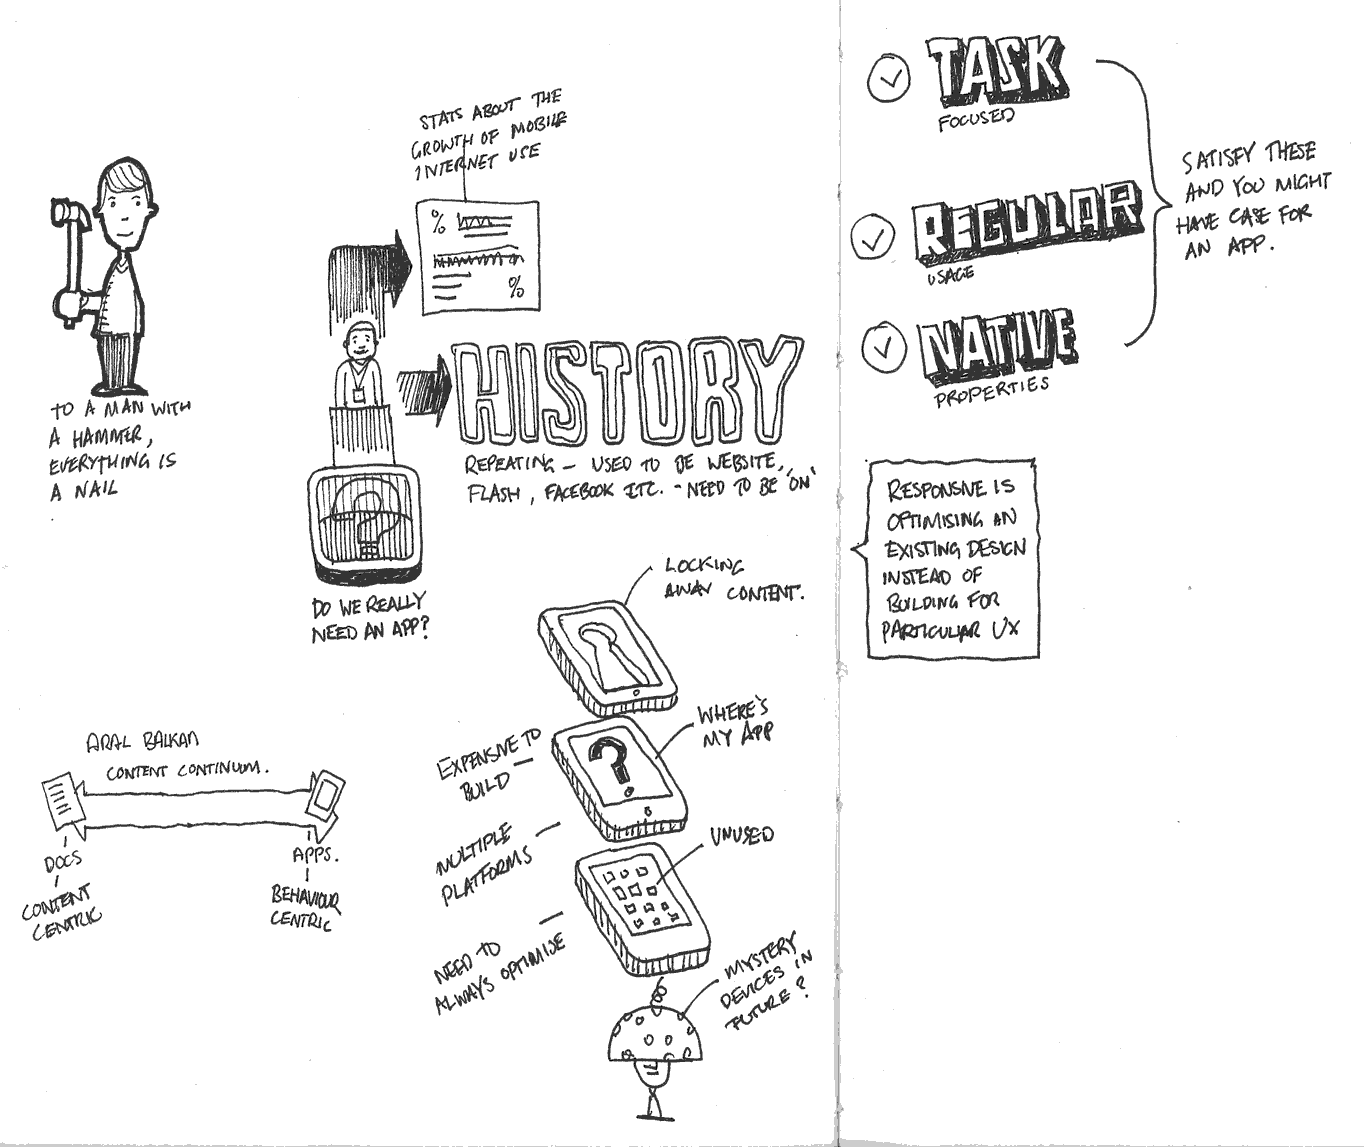 STATS ABOUT THE
GROWTH OF MOBILE
INTERNET USE
%
%
TO A MAN WITH
A HAMMER,
EVERYTHING IS
A NAIL
HISTORY
REPEATING - USED TO BE WEBSITE,
FLASH, FACEBOOK ETC. - NEED TO BE 'ON'
?
DO WE REALLY
NEED AN APP?
LOCKING
AWAY CONTENT.
WHERE'S
MY APP
?
EXPENSIVE TO
BUILD
MULTIPLE
PLATFORMS
UNUSED
NEED TO
ALWAYS OPTIMISE
MYSTERY
DEVICES IN
FUTURE?
ARAL BALKAN
CONTENT CONTINUUM.
DOCS
CONTENT
CENTRIC
APPS.
BEHAVIOUR
CENTRIC
TASK
FOCUSED
REGULAR
USAGE
NATIVE
PROPERTIES
SATISFY THESE
AND YOU MIGHT
HAVE CASE FOR
AN APP.
RESPONSIVE IS
OPTIMISING AN
EXISTING DESIGN
INSTEAD OF
BUILDING FOR
PARTICULAR UX